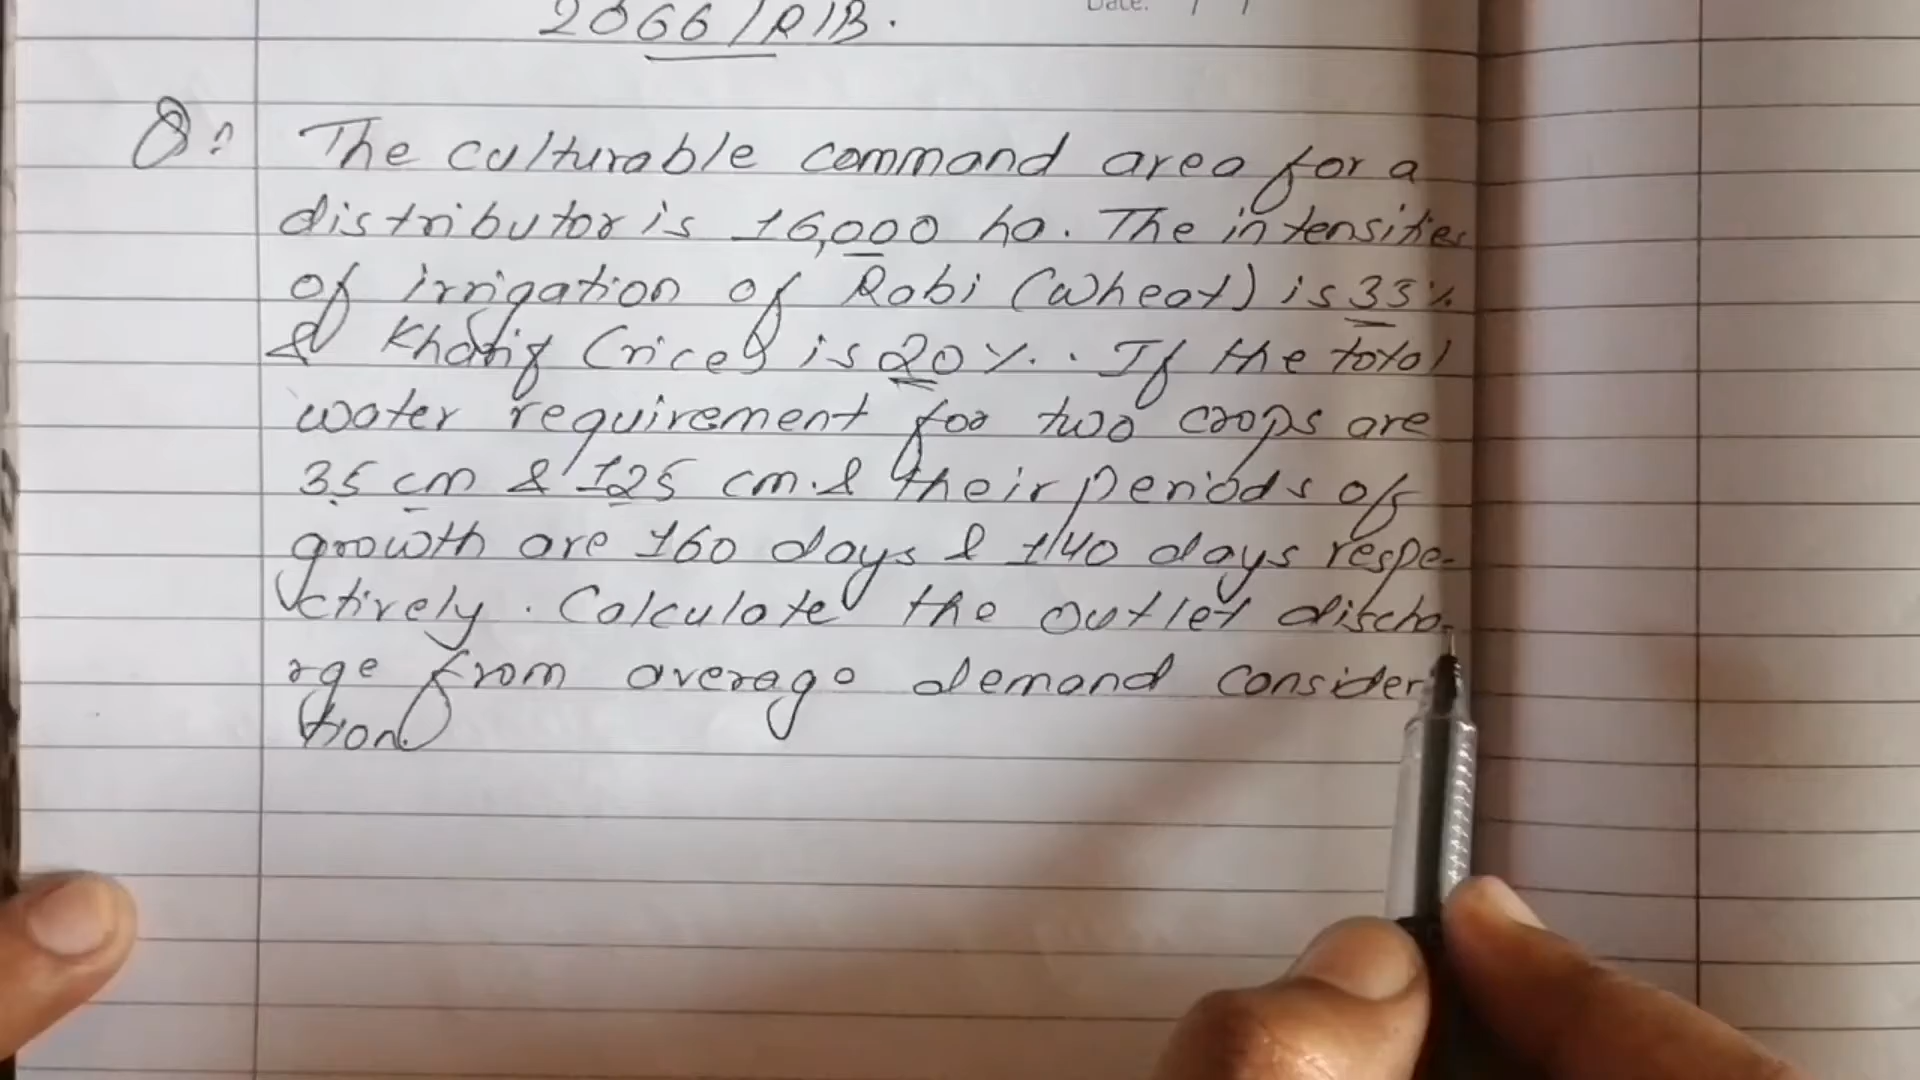 2066/R/B.
Date: / /
Q: The culturable command area for a
distributor is 16,000 ha. The intensities
of irrigation of Rabi (wheat) is 35%
& Kharif (rice) is 20%. If the total
water requirement for two crops are
35 cm & 125 cm. & their periods of
growth are 160 days & 140 days respe-
ctively. Calculate the outlet discha-
rge from average demand consider
tion.